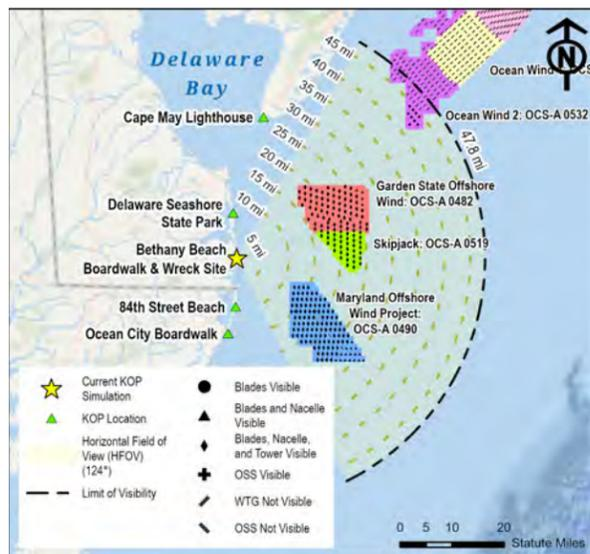 Delaware
Bay
Cape May Lighthouse
Delaware Seashore
State Park
Bethany Beach
Boardwalk & Wreck Site
84th Street Beach
Ocean City Boardwalk
45 mi
40 mi
35 mi
30 mi
25 mi
20 mi
15 mi
10 mi
5 mi
47.8 mi
N
Ocean Wind
Ocean Wind 2: OCS-A 0532
Garden State Offshore
Wind: OCS-A 0482
Skipjack: OCS-A 0519
Maryland Offshore
Wind Project:
OCS-A 0490
Current KOP
Simulation
KOP Location
Horizontal Field of
View (HFOV)
(124°)
Limit of Visibility
Blades Visible
Blades and Nacelle
Visible
Blades, Nacelle,
and Tower Visible
OSS Visible
WTG Not Visible
OSS Not Visible
0 5 10 20
Statute Miles